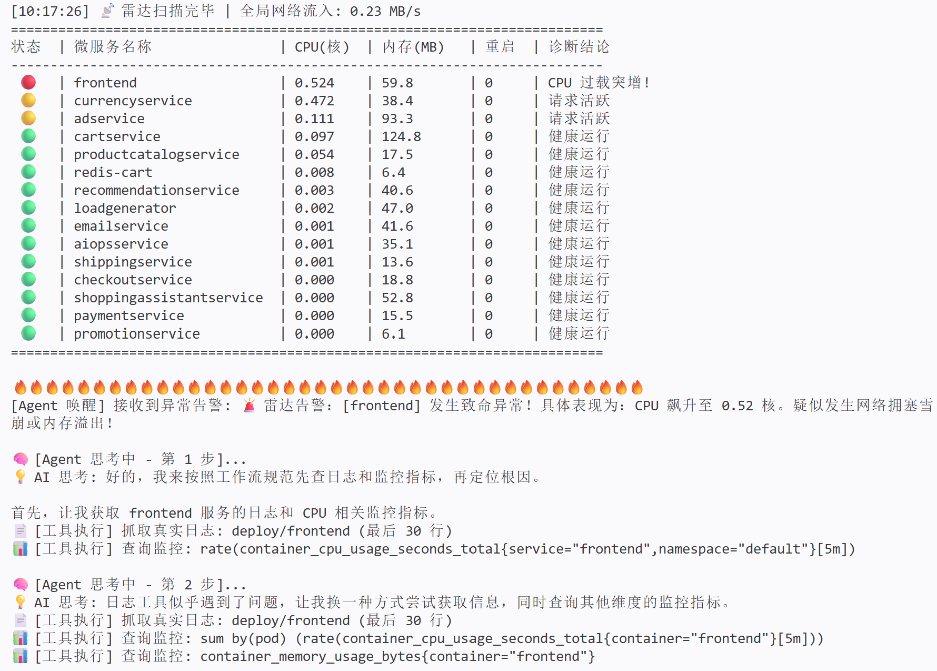 [10:17:26] 📡 雷达扫描完毕 | 全局网络流入: 0.23 MB/s
===========================================================================
状态 | 微服务名称 | CPU(核) | 内存(MB) | 重启 | 诊断结论
---------------------------------------------------------------------------
🔴 | frontend | 0.524 | 59.8 | 0 | CPU 过载突增!
🟡 | currencyservice | 0.472 | 38.4 | 0 | 请求活跃
🟡 | adservice | 0.111 | 93.3 | 0 | 请求活跃
🟢 | cartservice | 0.097 | 124.8 | 0 | 健康运行
🟢 | productcatalogservice | 0.054 | 17.5 | 0 | 健康运行
🟢 | redis-cart | 0.008 | 6.4 | 0 | 健康运行
🟢 | recommendationservice | 0.003 | 40.6 | 0 | 健康运行
🟢 | loadgenerator | 0.002 | 47.0 | 0 | 健康运行
🟢 | emailservice | 0.001 | 41.6 | 0 | 健康运行
🟢 | aiopsservice | 0.001 | 35.1 | 0 | 健康运行
🟢 | shippingservice | 0.001 | 13.6 | 0 | 健康运行
🟢 | checkoutservice | 0.000 | 18.8 | 0 | 健康运行
🟢 | shoppingassistantservice | 0.000 | 52.8 | 0 | 健康运行
🟢 | paymentservice | 0.000 | 15.5 | 0 | 健康运行
🟢 | promotionservice | 0.000 | 6.1 | 0 | 健康运行
===========================================================================
🔥🔥🔥🔥🔥🔥🔥🔥🔥🔥🔥🔥🔥🔥🔥🔥🔥🔥🔥🔥🔥🔥🔥🔥🔥🔥🔥🔥🔥🔥🔥🔥🔥🔥🔥🔥🔥🔥🔥🔥
[Agent 唤醒] 接收到异常告警: 🚨 雷达告警: [frontend] 发生致命异常! 具体表现为: CPU 飙升至 0.52 核。疑似发生网络拥塞雪
崩或内存溢出!
🧠 [Agent 思考中 - 第 1 步]...
💡 AI 思考: 好的, 我来按照工作流规范先查日志和监控指标, 再定位根因。
首先, 让我获取 frontend 服务的日志和 CPU 相关监控指标。
📄 [工具执行] 抓取真实日志: deploy/frontend (最后 30 行)
📊 [工具执行] 查询监控: rate(container_cpu_usage_seconds_total{service="frontend",namespace="default"}[5m])
🧠 [Agent 思考中 - 第 2 步]...
💡 AI 思考: 日志工具似乎遇到了问题, 让我换一种方式尝试获取信息, 同时查询其他维度的监控指标。
📄 [工具执行] 抓取真实日志: deploy/frontend (最后 30 行)
📊 [工具执行] 查询监控: sum by(pod) (rate(container_cpu_usage_seconds_total{container="frontend"}[5m]))
📊 [工具执行] 查询监控: container_memory_usage_bytes{container="frontend"}